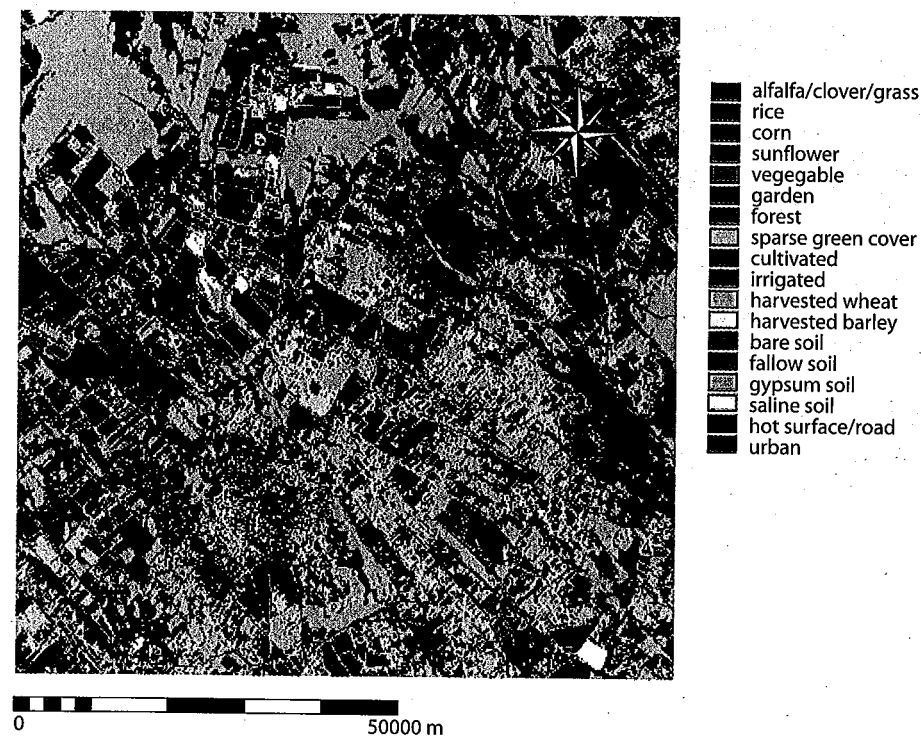 alfalfa/clover/grass
rice
corn
sunflower
vegegable
garden
forest
sparse green cover
cultivated
irrigated
harvested wheat
harvested barley
bare soil
fallow soil
gypsum soil
saline soil
hot surface/road
urban
0 50000 m